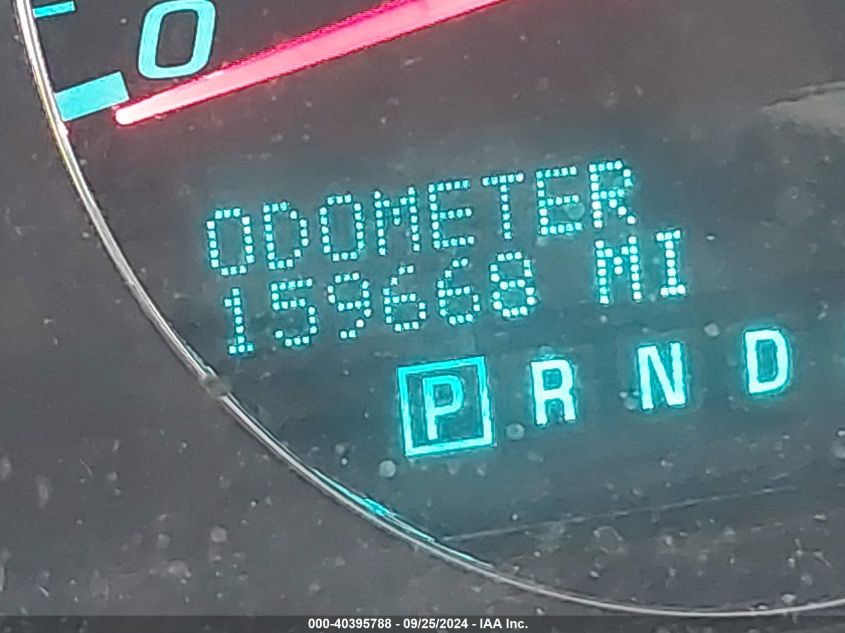 0
ODOMETER
159668 MI
P R N D
000-40395788 - 09/25/2024 - IAA Inc.